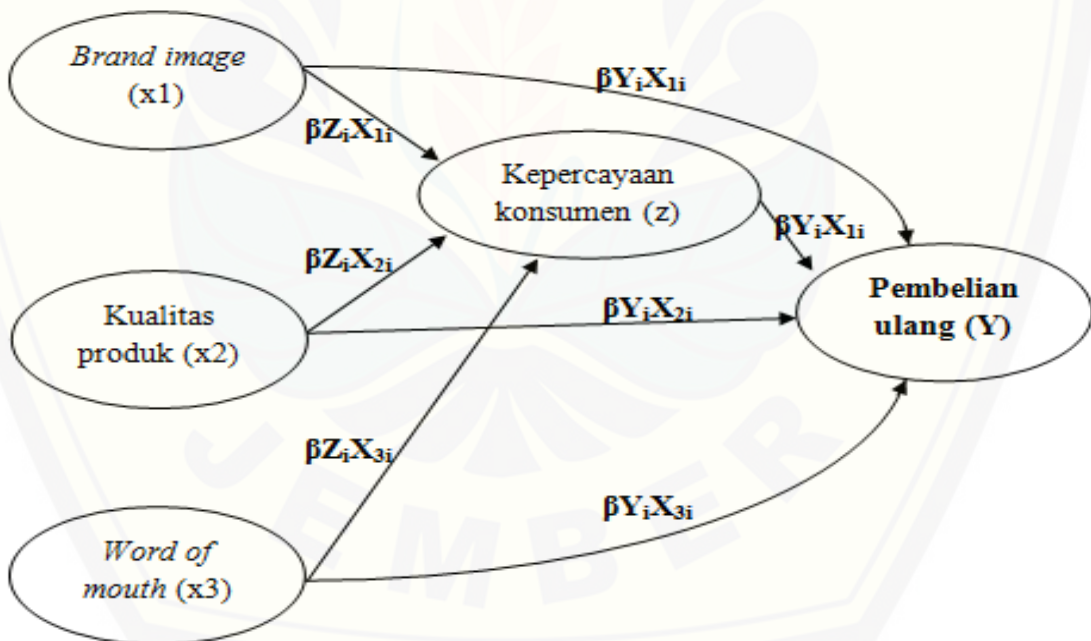 Brand image
(x1)
βYᵢX₁ᵢ
βZᵢX₁ᵢ
Kepercayaan
konsumen (z)
βYᵢX₁ᵢ
βZᵢX₂ᵢ
Kualitas
produk (x2)
βYᵢX₂ᵢ
Pembelian
ulang (Y)
βZᵢX₃ᵢ
βYᵢX₃ᵢ
Word of
mouth (x3)
JEMBER